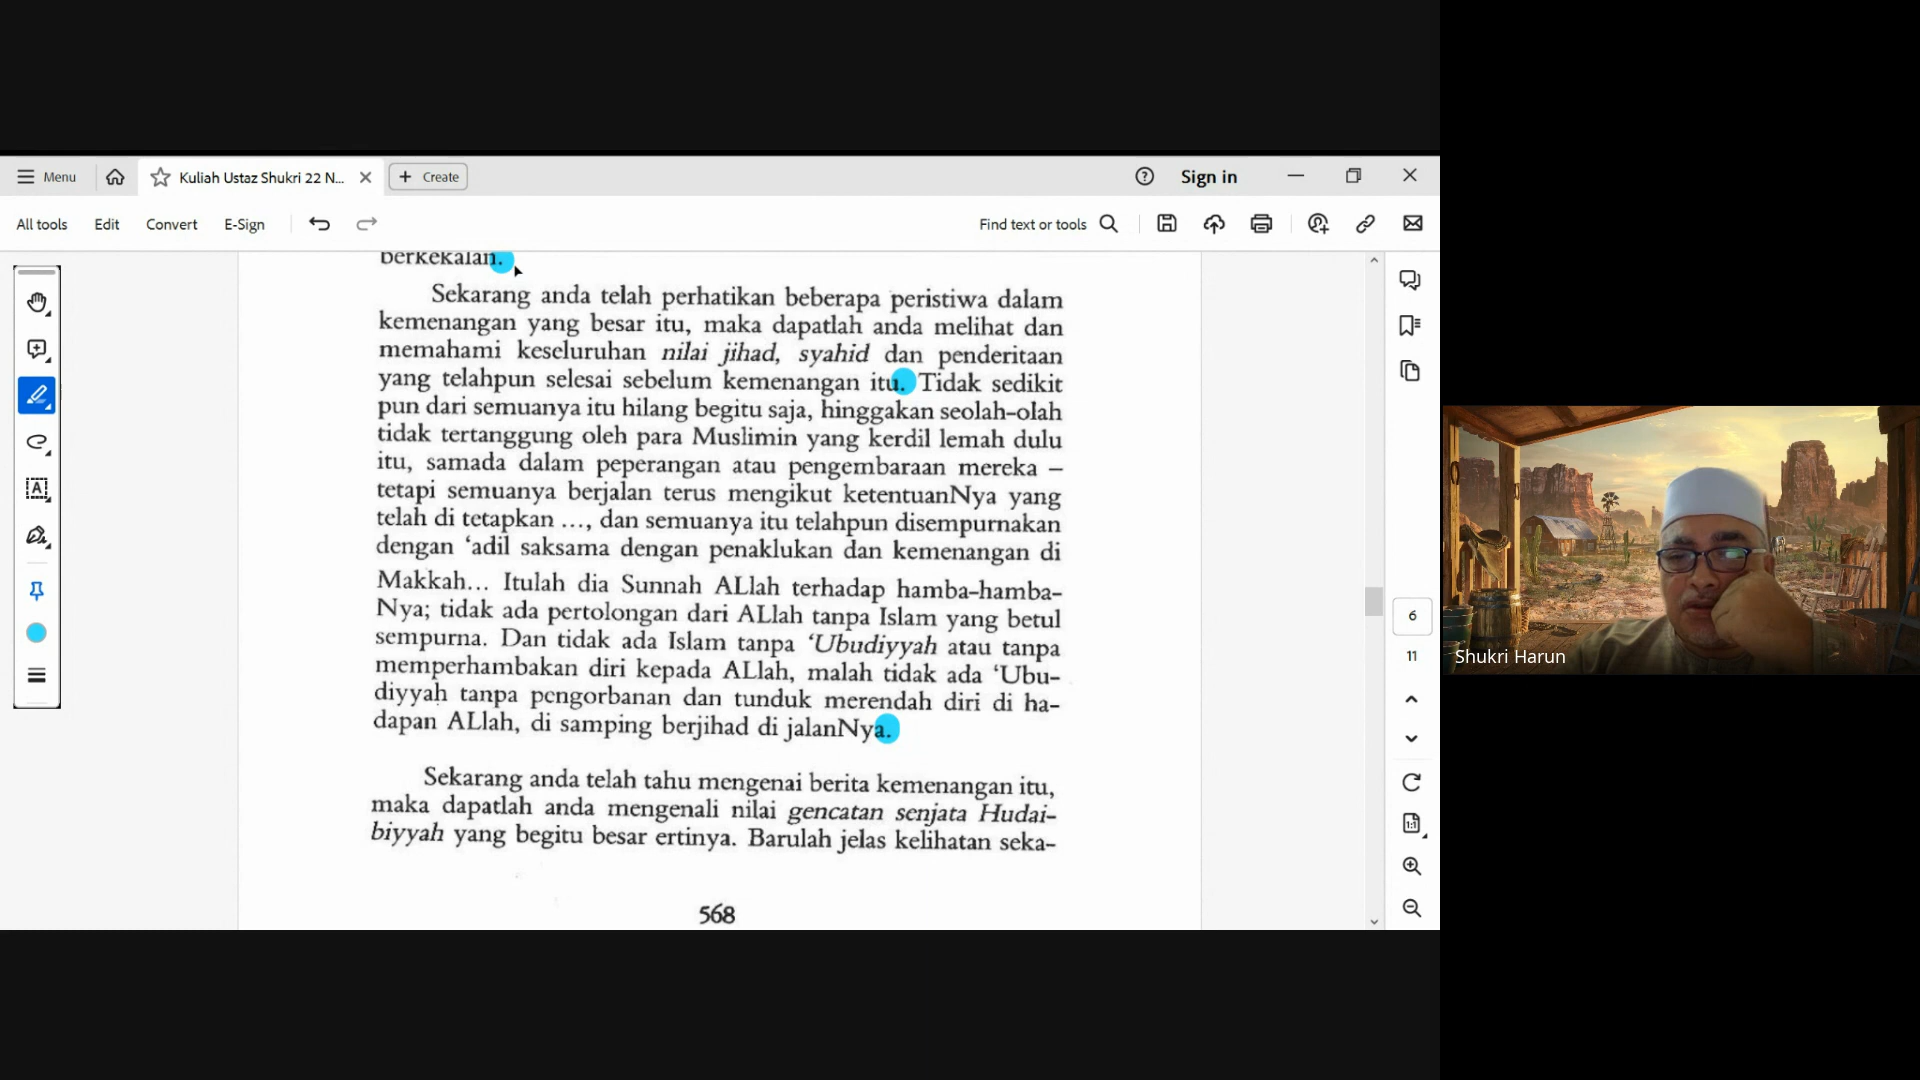 Menu
Kuliah Ustaz Shukri 22 N...
Create
Sign in
All tools
Edit
Convert
E-Sign
Find text or tools
berkekalan.
Sekarang anda telah perhatikan beberapa peristiwa dalam
kemenangan yang besar itu, maka dapatlah anda melihat dan
memahami keseluruhan nilai jihad, syahid dan penderitaan
yang telahpun selesai sebelum kemenangan itu. Tidak sedikit
pun dari semuanya itu hilang begitu saja, hinggakan seolah-olah
tidak tertanggung oleh para Muslimin yang kerdil lemah dulu
itu, samada dalam peperangan atau pengembaraan mereka –
tetapi semuanya berjalan terus mengikut ketentuanNya yang
telah di tetapkan ..., dan semuanya itu telahpun disempurnakan
dengan ‘adil saksama dengan penaklukan dan kemenangan di
Makkah... Itulah dia Sunnah ALlah terhadap hamba-hamba-
Nya; tidak ada pertolongan dari ALlah tanpa Islam yang betul
sempurna. Dan tidak ada Islam tanpa ‘Ubudiyyah atau tanpa
memperhambakan diri kepada ALlah, malah tidak ada ‘Ubu-
diyyah tanpa pengorbanan dan tunduk merendah diri di ha-
dapan ALlah, di samping berjihad di jalanNya.
Sekarang anda telah tahu mengenai berita kemenangan itu,
maka dapatlah anda mengenali nilai gencatan senjata Hudai-
biyyah yang begitu besar ertinya. Barulah jelas kelihatan seka-
568
6
11
1:1
Shukri Harun